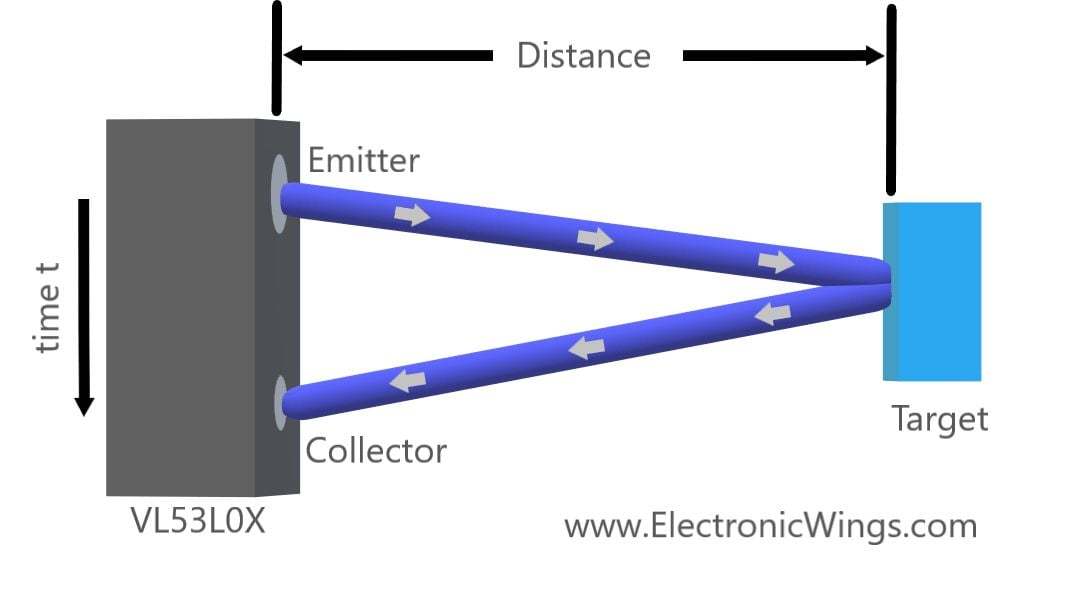 Distance
Emitter
time t
Target
Collector
VL53L0X
www.ElectronicWings.com